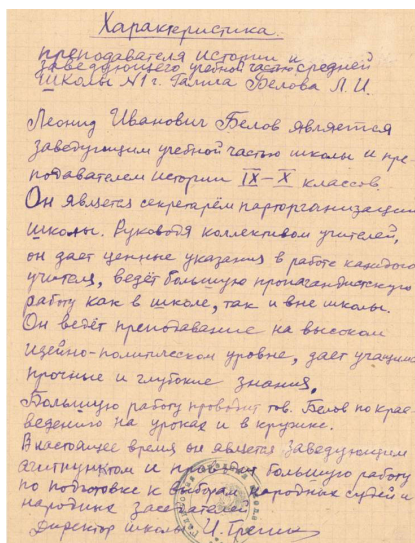 Характеристика.
преподавателя истории и
заведующего учебной частью средней
школы №1 г. Галича Белова Л.И.
Леонид Иванович Белов является
заведующим учебной частью школы и пре-
подавателем истории IX–X классов.
Он является секретарём парторганизации
школы. Руководя коллективом учителей,
он дает ценные указания в работе каждого
учителя, ведёт большую пропагандистскую
работу как в школе, так и вне школы.
Он ведёт преподавание на высоком
идейно-политическом уровне, дает учащимся
прочные и глубокие знания.
Большую работу проводит тов. Белов по крае-
ведению на уроках и в кружке.
В настоящее время он является заведующим
агитпунктом и проводит большую работу
по подготовке к выборам народных судей и
народных заседателей.
Директор школы